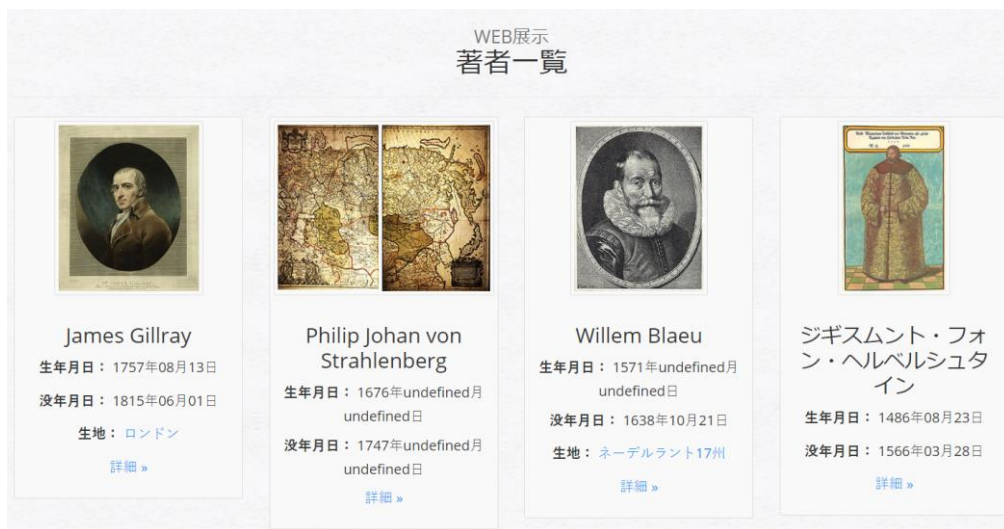 WEB展示
著者一覧
James Gillray
生年月日： 1757年08月13日
没年月日： 1815年06月01日
生地： ロンドン
詳細 »
Philip Johan von
Strahlenberg
生年月日： 1676年undefined月
undefined日
没年月日： 1747年undefined月
undefined日
詳細 »
Willem Blaeu
生年月日： 1571年undefined月
undefined日
没年月日： 1638年10月21日
生地： ネーデルラント17州
詳細 »
ジギスムント・フォ
ン・ヘルベルシュタ
イン
生年月日： 1486年08月23日
没年月日： 1566年03月28日
詳細 »